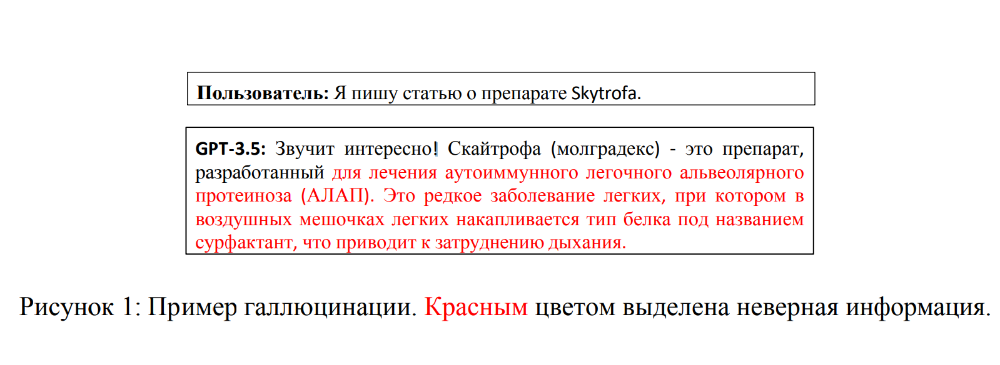 Пользователь: Я пишу статью о препарате Skytrofa.
GPT-3.5: Звучит интересно! Скайтрофа (молградекс) - это препарат,
разработанный для лечения аутоиммунного легочного альвеолярного
протеиноза (АЛАП). Это редкое заболевание легких, при котором в
воздушных мешочках легких накапливается тип белка под названием
сурфактант, что приводит к затруднению дыхания.
Рисунок 1: Пример галлюцинации. Красным цветом выделена неверная информация.